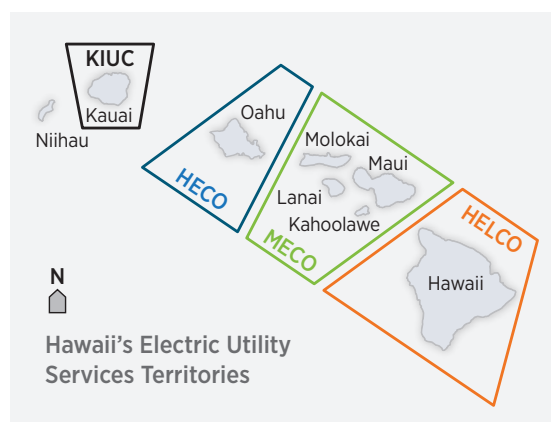 KIUC
Kauai
Niihau
Oahu
HECO
Molokai
Maui
Lanai
Kahoolawe
MECO
HELCO
Hawaii
N
Hawaii’s Electric Utility
Services Territories